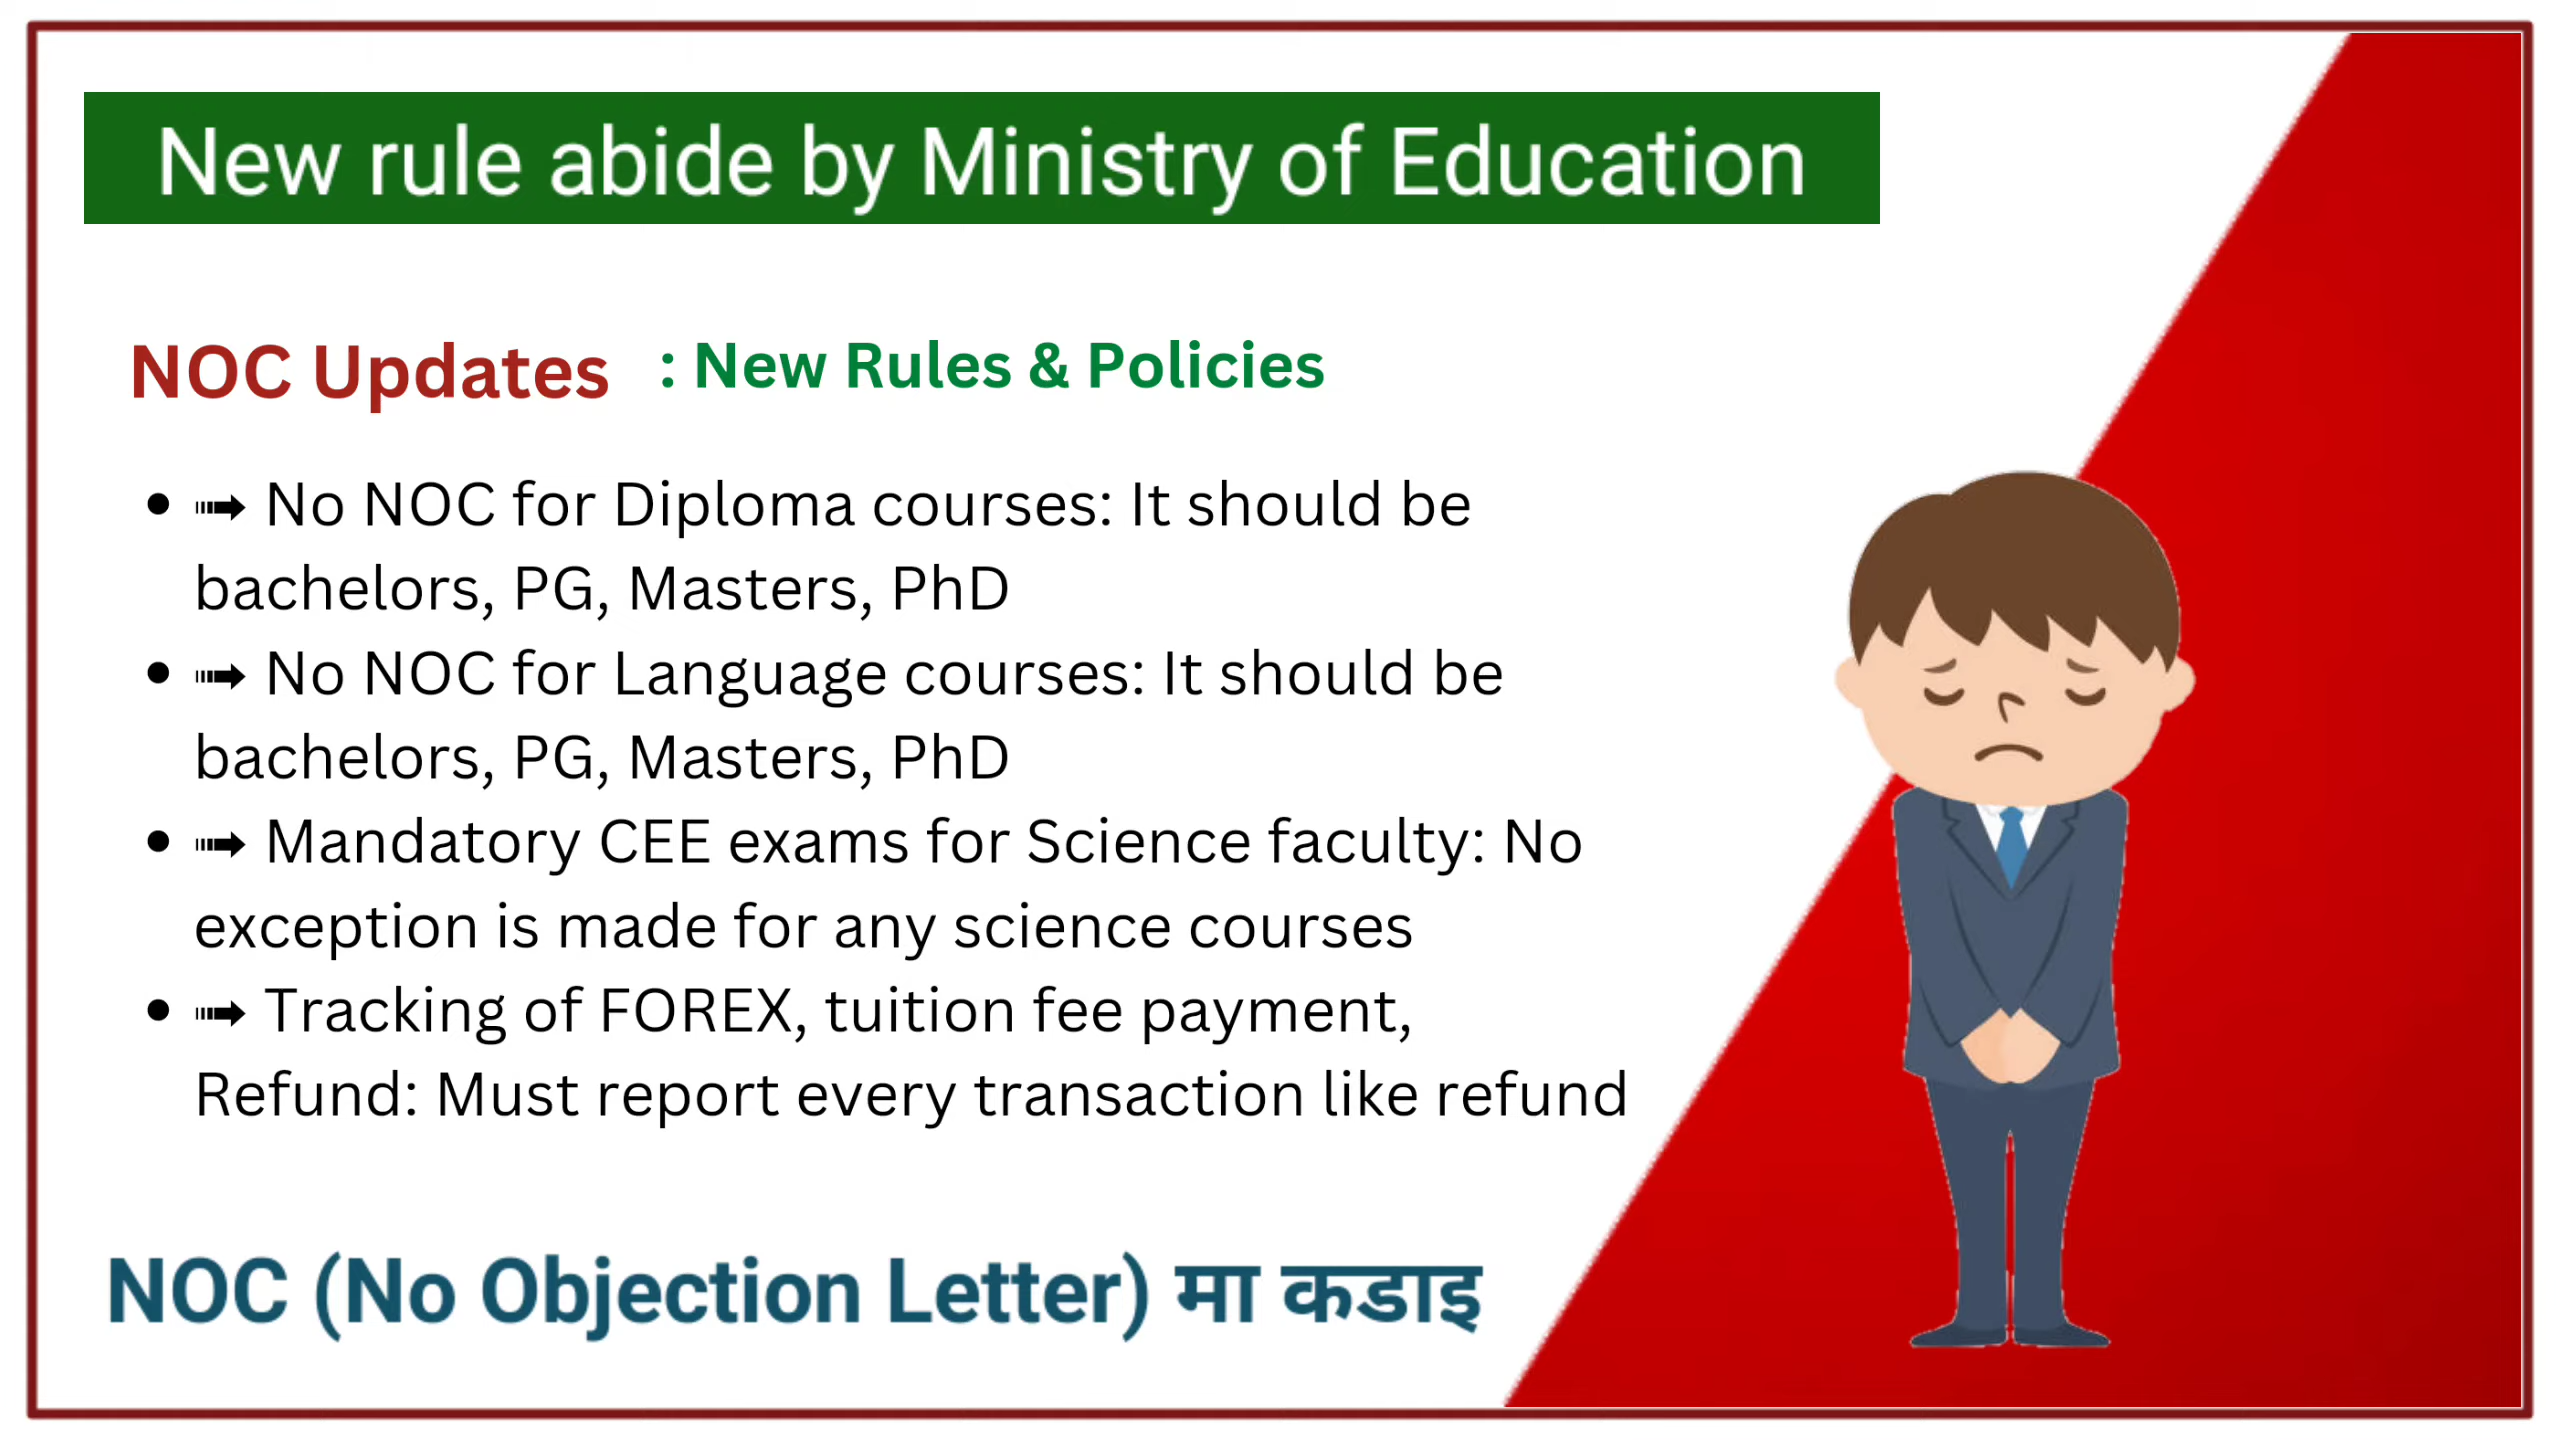 New rule abide by Ministry of Education
NOC Updates : New Rules & Policies
• ➟ No NOC for Diploma courses: It should be
bachelors, PG, Masters, PhD
• ➟ No NOC for Language courses: It should be
bachelors, PG, Masters, PhD
• ➟ Mandatory CEE exams for Science faculty: No
exception is made for any science courses
• ➟ Tracking of FOREX, tuition fee payment,
Refund: Must report every transaction like refund
NOC (No Objection Letter) मा कडाइ